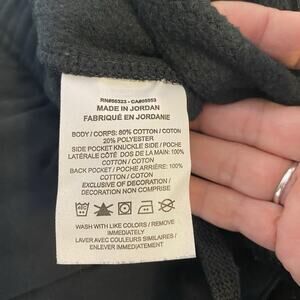 RN#56323 - CA#05553
MADE IN JORDAN
FABRIQUÉ EN JORDANIE
BODY / CORPS: 80% COTTON / COTON
20% POLYESTER
SIDE POCKET KNUCKLE SIDE / POCHE
LATÉRALE CÔTÉ DOS DE LA MAIN: 100%
COTTON / COTON
BACK POCKET / POCHE ARRIÈRE: 100%
COTTON / COTON
EXCLUSIVE OF DECORATION /
DECORATION NON COMPRISE
WASH WITH LIKE COLORS / REMOVE
IMMEDIATELY
LAVER AVEC COULEURS SIMILAIRES /
ENLEVER IMMEDIATEMENT